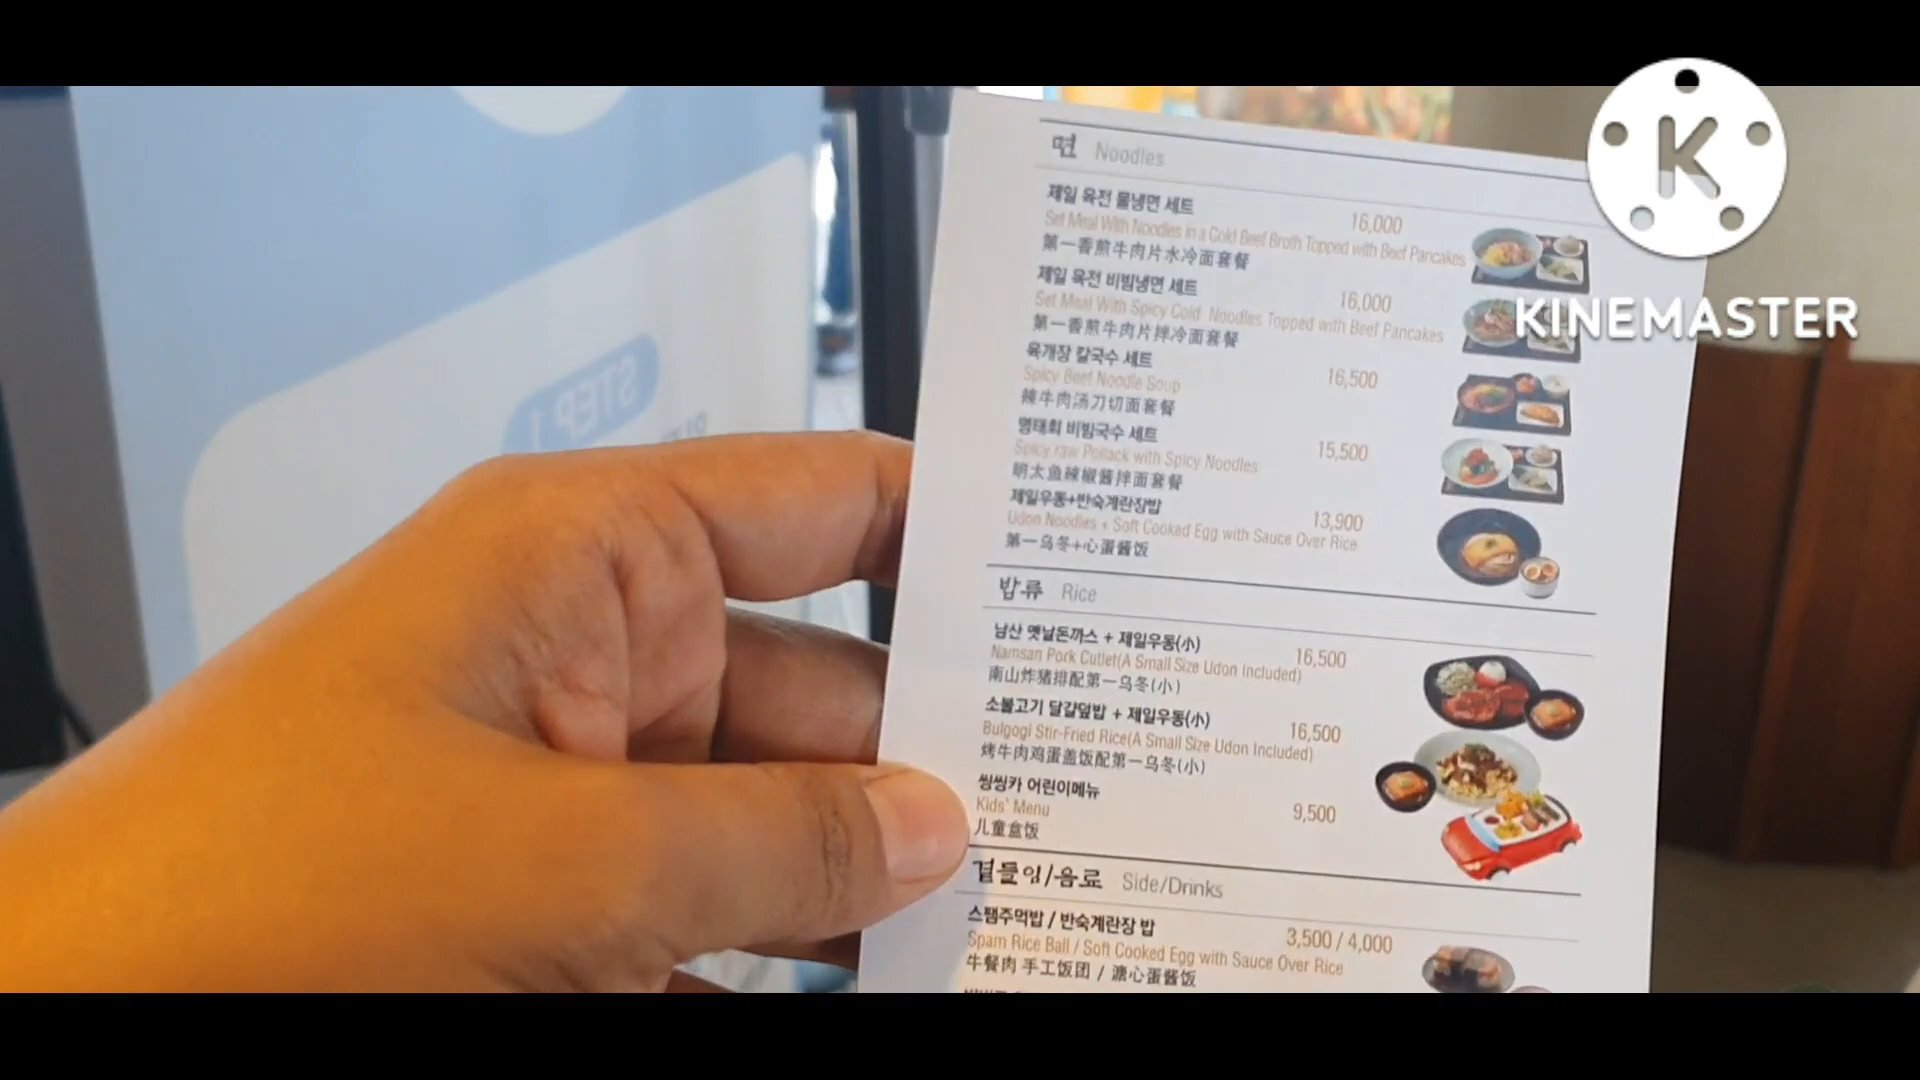 면 Noodles
제일 육전 물냉면 세트 16,000
Set Meal With Noodles in a Cold Beef Broth Topped with Beef Pancakes
第一香煎牛肉片水冷面套餐
제일 육전 비빔냉면 세트 16,000
Set Meal With Spicy Cold Noodles Topped with Beef Pancakes
第一香煎牛肉片拌冷面套餐
육개장 칼국수 세트 16,500
Spicy Beef Noodle Soup
辣牛肉汤刀切面套餐
명태회 비빔국수 세트 15,500
Spicy raw Pollack with Spicy Noodles
明太鱼辣椒酱拌面套餐
제일우동+반숙계란장밥 13,900
Udon Noodles + Soft Cooked Egg with Sauce Over Rice
第一乌冬+心蛋酱饭
밥류 Rice
남산 옛날돈까스 + 제일우동(小) 16,500
Namsan Pork Cutlet(A Small Size Udon Included)
南山炸猪排配第一乌冬(小)
소불고기 달걀덮밥 + 제일우동(小) 16,500
Bulgogi Stir-Fried Rice(A Small Size Udon Included)
烤牛肉鸡蛋盖饭配第一乌冬(小)
씽씽카 어린이메뉴 9,500
Kids' Menu
儿童盒饭
곁들임/음료 Side/Drinks
스팸주먹밥 / 반숙계란장 밥 3,500 / 4,000
Spam Rice Ball / Soft Cooked Egg with Sauce Over Rice
牛餐肉 手工饭团 / 溏心蛋酱饭
STEP 1
K
KINEMASTER